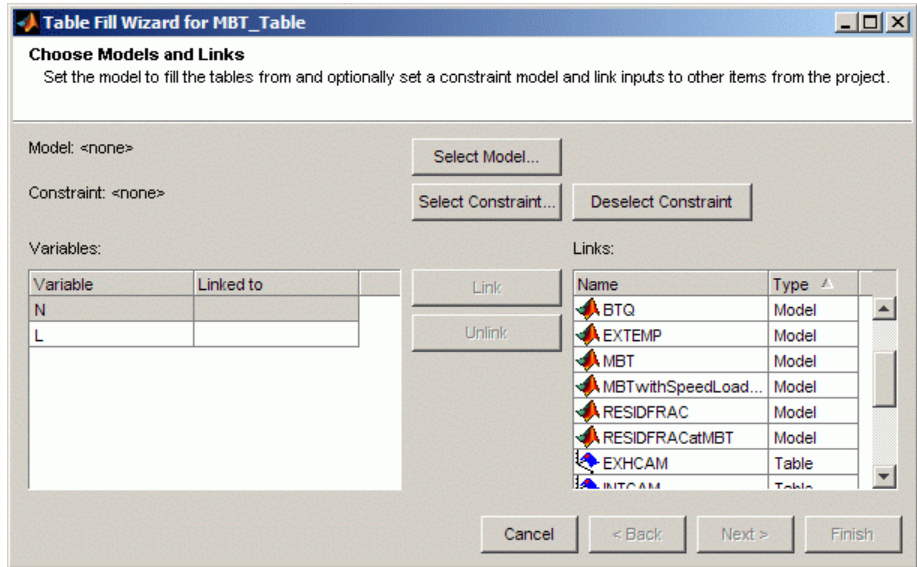 Table Fill Wizard for MBT_Table
Choose Models and Links
Set the model to fill the tables from and optionally set a constraint model and link inputs to other items from the project.
Model: <none>
Select Model...
Constraint: <none>
Select Constraint...
Deselect Constraint
Variables:
Links:
Variable Linked to
N
L
Link
Unlink
Name Type
BTQ Model
EXTEMP Model
MBT Model
MBTwithSpeedLoad... Model
RESIDFRAC Model
RESIDFRACatMBT Model
EXHCAM Table
INTCAM Table
Cancel
< Back
Next >
Finish